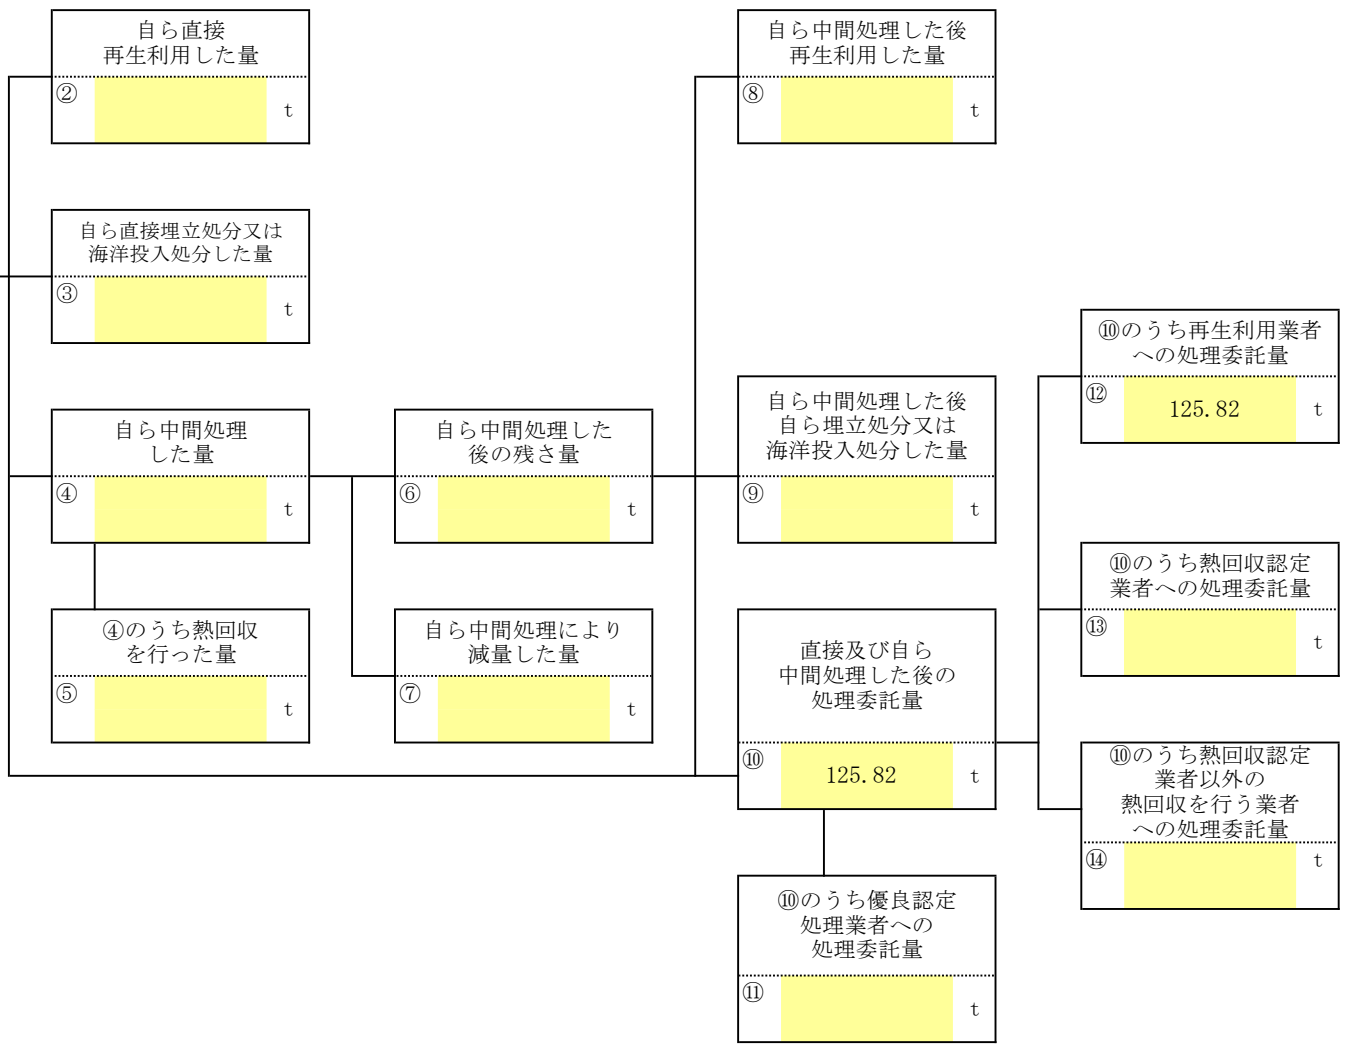 自ら直接
再生利用した量
②
t
自ら中間処理した後
再生利用した量
⑧
t
自ら直接埋立処分又は
海洋投入処分した量
③
t
⑩のうち再生利用業者
への処理委託量
⑫
125.82
t
自ら中間処理
した量
④
t
自ら中間処理した
後の残さ量
⑥
t
自ら中間処理した後
自ら埋立処分又は
海洋投入処分した量
⑨
t
⑩のうち熱回収認定
業者への処理委託量
⑬
t
④のうち熱回収
を行った量
⑤
t
自ら中間処理により
減量した量
⑦
t
直接及び自ら
中間処理した後の
処理委託量
⑩
125.82
t
⑩のうち熱回収認定
業者以外の
熱回収を行う業者
への処理委託量
⑭
t
⑩のうち優良認定
処理業者への
処理委託量
⑪
t